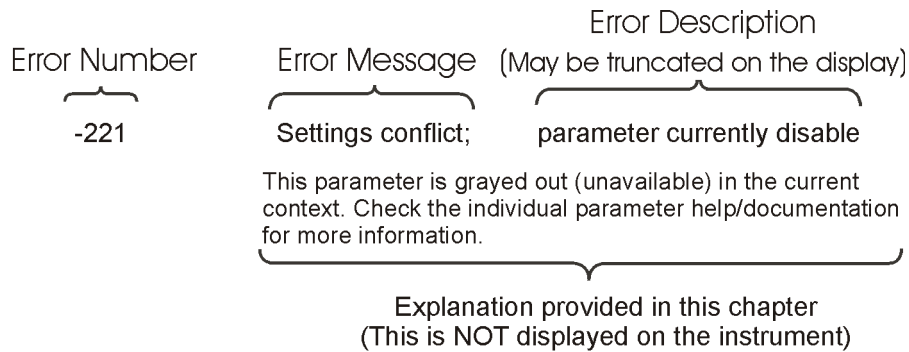 Error Description
Error Number Error Message (May be truncated on the display)
-221 Settings conflict; parameter currently disable
This parameter is grayed out (unavailable) in the current
context. Check the individual parameter help/documentation
for more information.
Explanation provided in this chapter
(This is NOT displayed on the instrument)